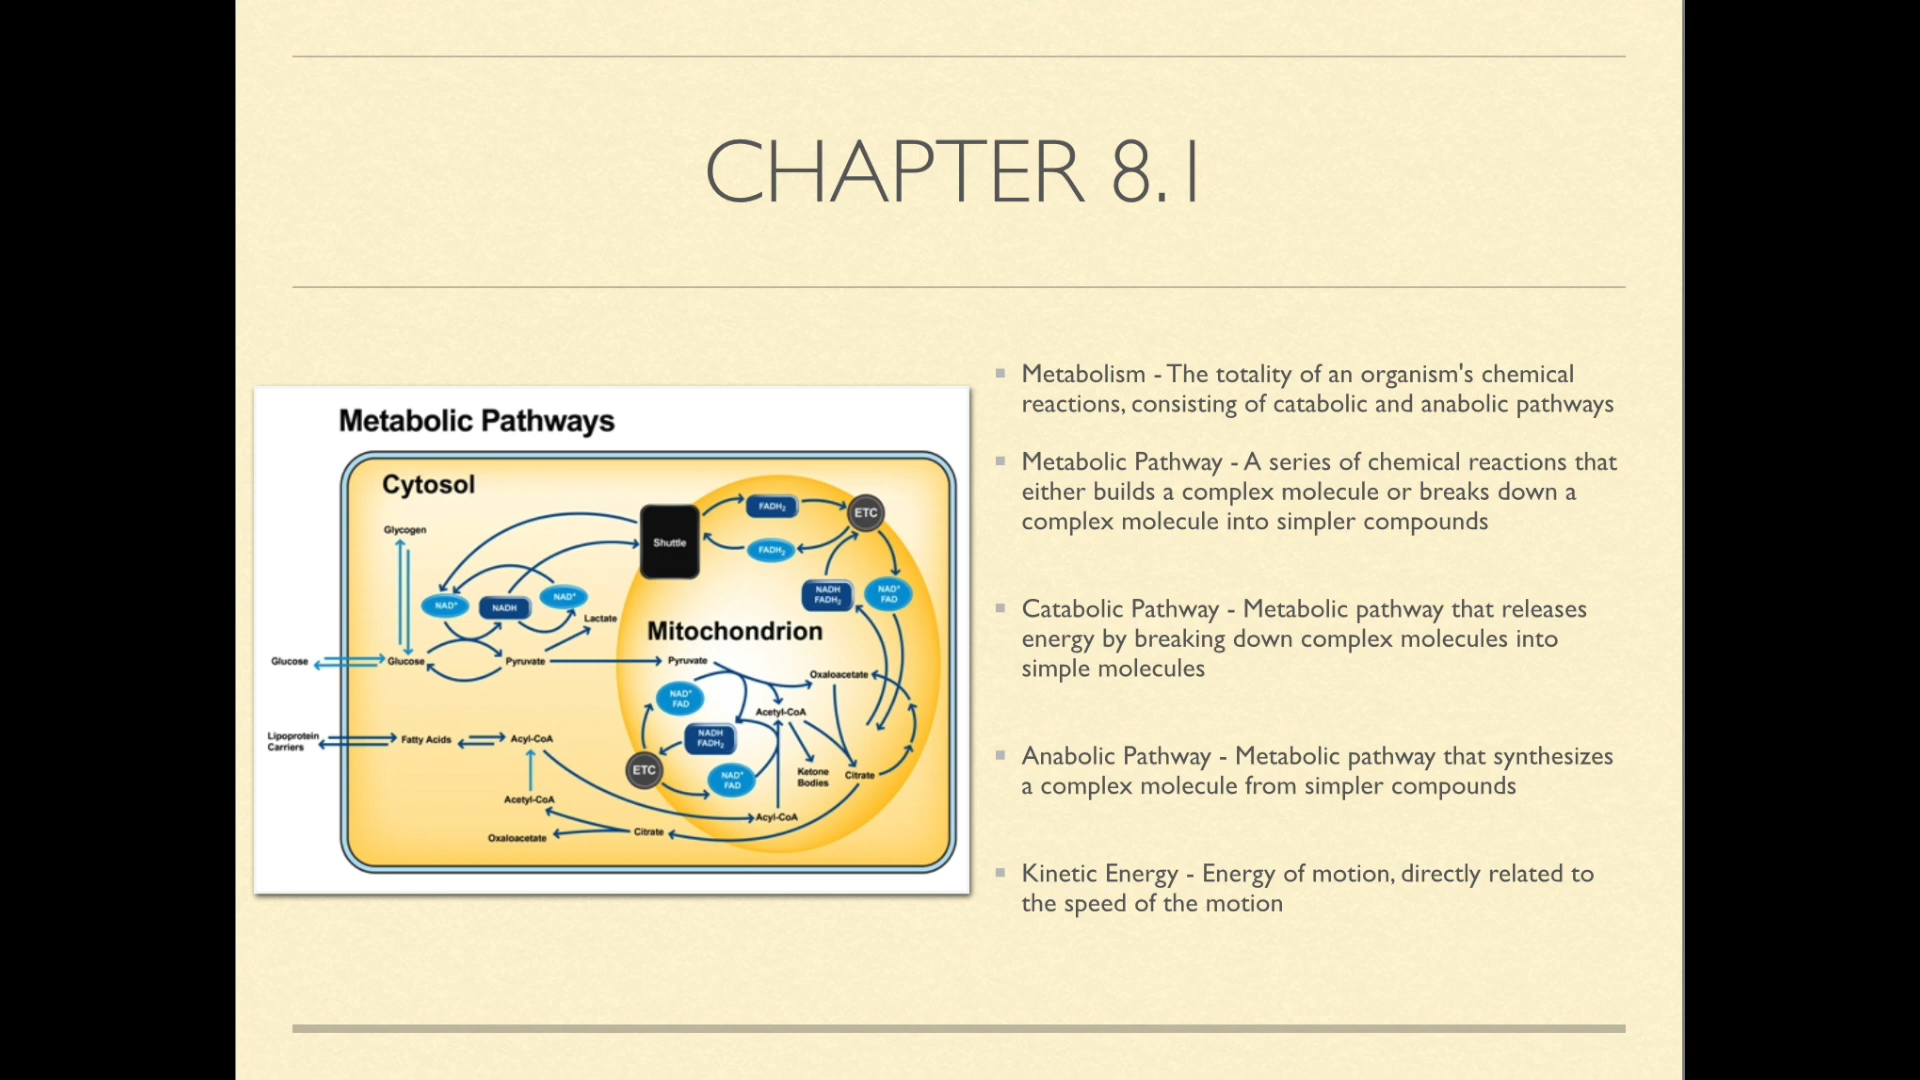 CHAPTER 8.1
Metabolic Pathways
Cytosol
Glycogen
Shuttle
FADH₂
ETC
FADH₂
NAD⁺
NADH
NAD⁺
NADH
FADH₂
NAD⁺
FAD
Lactate
Mitochondrion
Glucose
Glucose
Pyruvate
Pyruvate
Oxaloacetate
NAD⁺
FAD
Acetyl-CoA
NADH
FADH₂
Lipoprotein
Carriers
Fatty Acids
Acyl-CoA
ETC
NAD⁺
FAD
Ketone
Bodies
Citrate
Acetyl-CoA
Acyl-CoA
Oxaloacetate
Citrate
Metabolism - The totality of an organism's chemical
reactions, consisting of catabolic and anabolic pathways
Metabolic Pathway - A series of chemical reactions that
either builds a complex molecule or breaks down a
complex molecule into simpler compounds
Catabolic Pathway - Metabolic pathway that releases
energy by breaking down complex molecules into
simple molecules
Anabolic Pathway - Metabolic pathway that synthesizes
a complex molecule from simpler compounds
Kinetic Energy - Energy of motion, directly related to
the speed of the motion